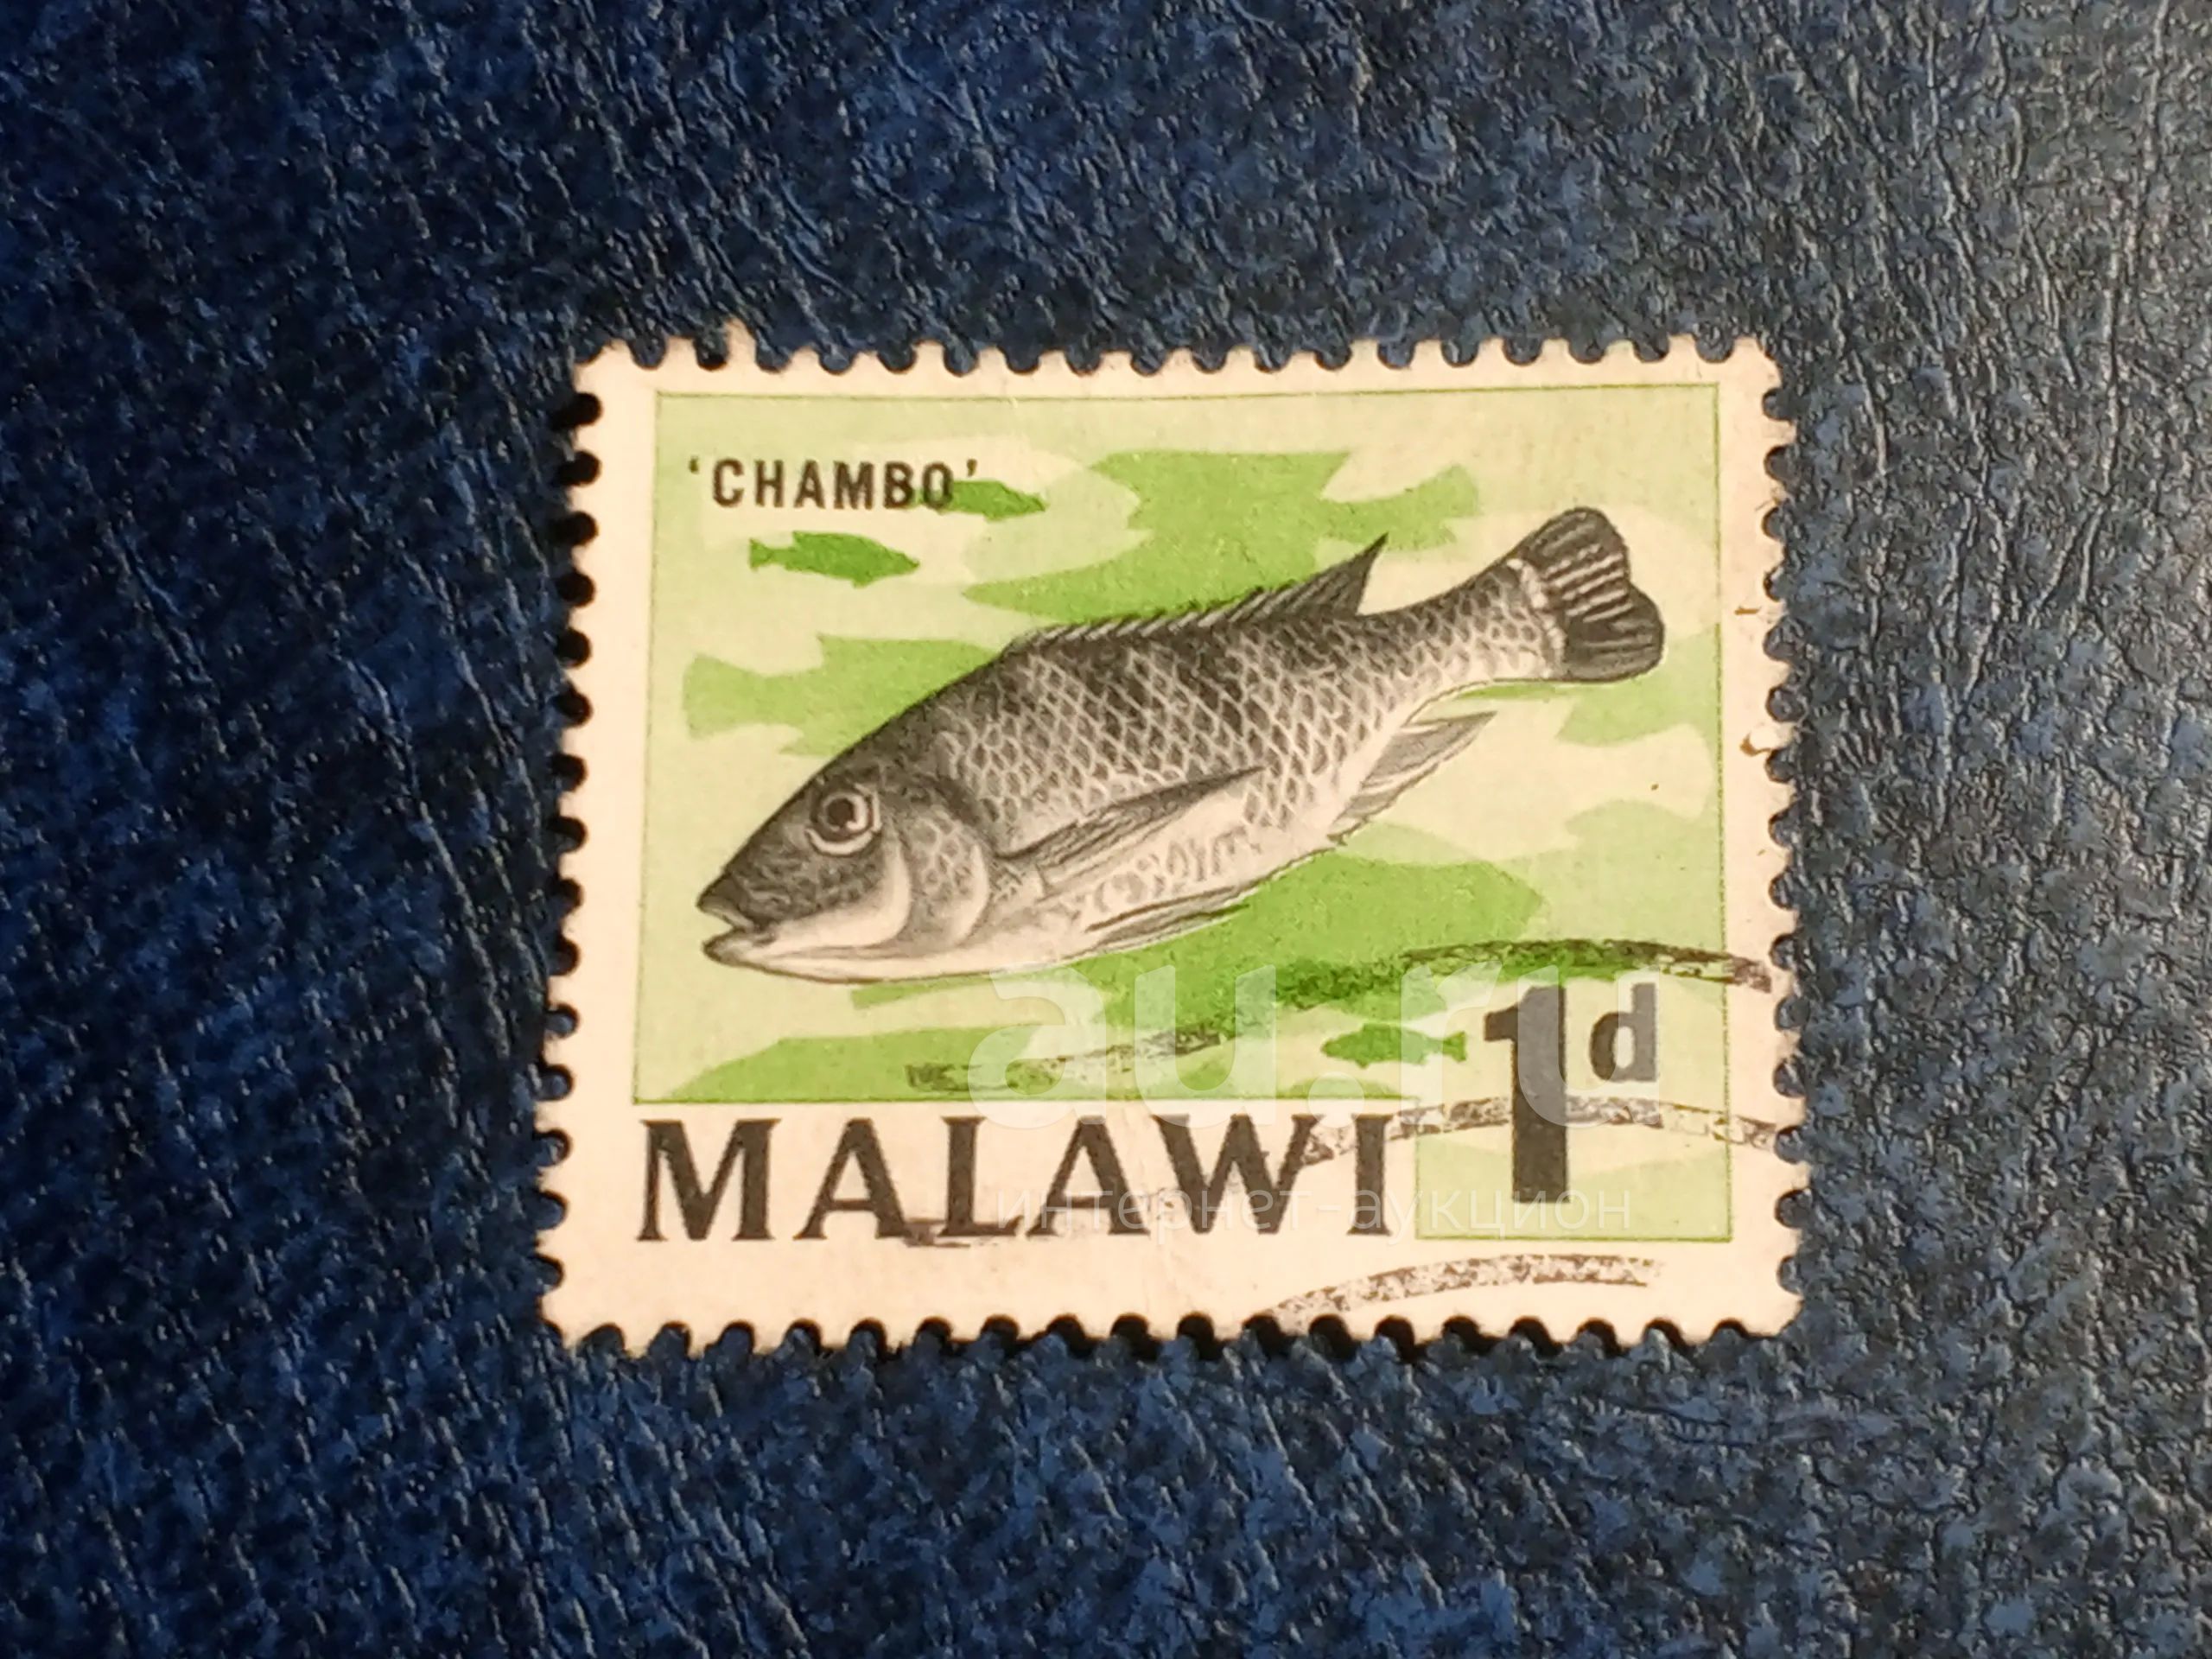 'CHAMBO'
au.ru
1d
MALAWI
интернет-аукцион